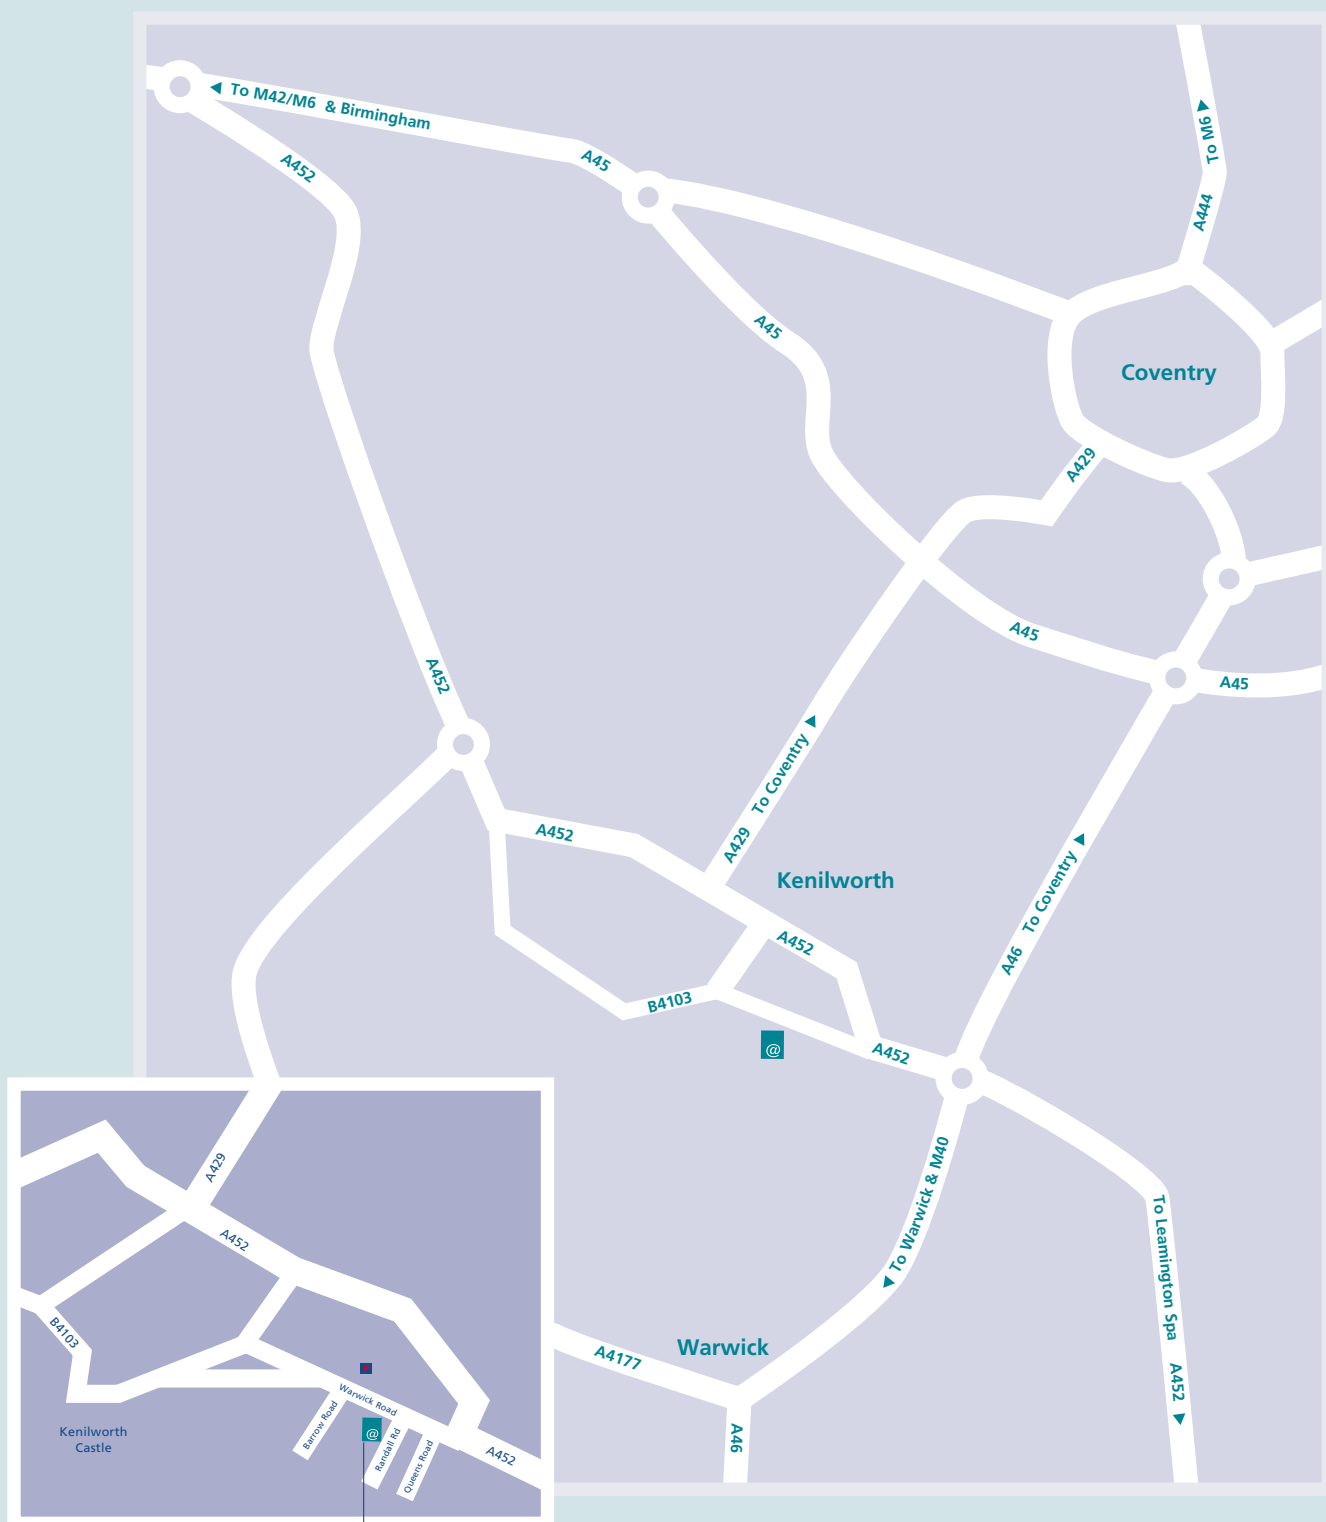 To M42/M6 & Birmingham
A45
A452
To M6
A444
A45
Coventry
A429
A45
A45
A452
A429 To Coventry
A452
Kenilworth
A452
A46 To Coventry
B4103
@
A452
To Warwick & M40
To Leamington Spa A452
Warwick
A4177
A46
A429
A452
B4103
Warwick Road
Barrow Road
@
Randall Rd
Queens Road
A452
Kenilworth
Castle